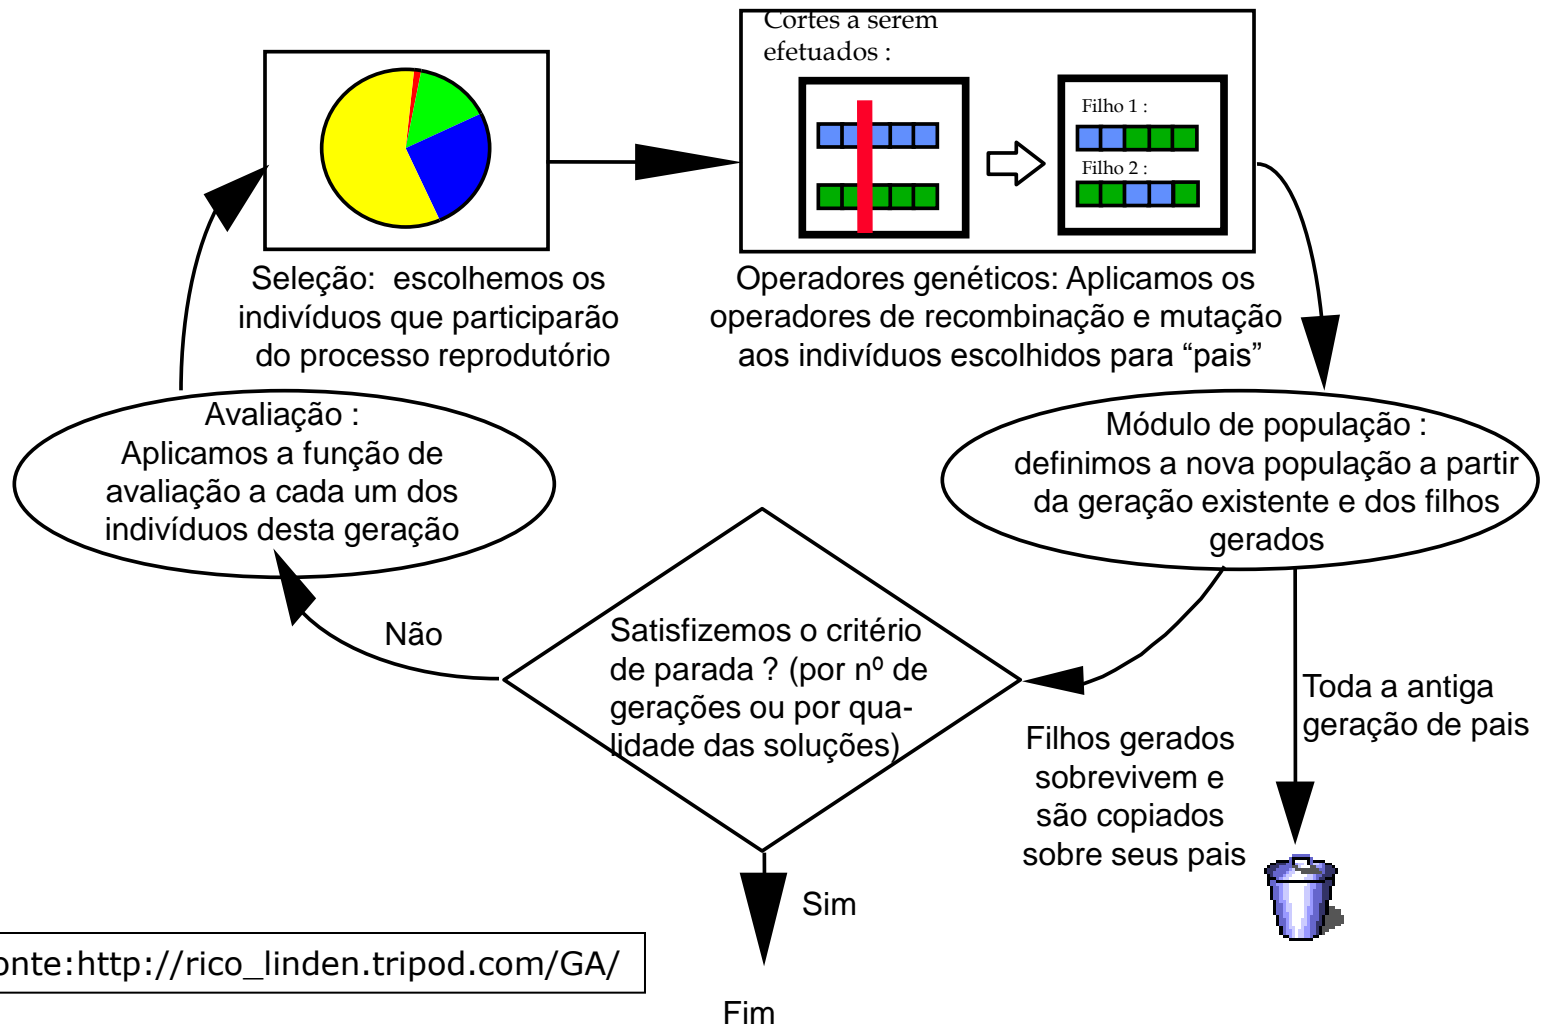 Cortes a serem
efetuados :
Filho 1 :
Filho 2 :
Seleção:  escolhemos os
indivíduos que participarão
do processo reprodutório
Operadores genéticos: Aplicamos os
operadores de recombinação e mutação
aos indivíduos escolhidos para “pais”
Avaliação :
Aplicamos a função de
avaliação a cada um dos
indivíduos desta geração
Módulo de população :
definimos a nova população a partir
da geração existente e dos filhos
gerados
Não
Satisfizemos o critério
de parada ? (por nº de
gerações ou por qua-
lidade das soluções)
Toda a antiga
geração de pais
Filhos gerados
sobrevivem e
são copiados
sobre seus pais
Sim
onte:http://rico_linden.tripod.com/GA/
Fim